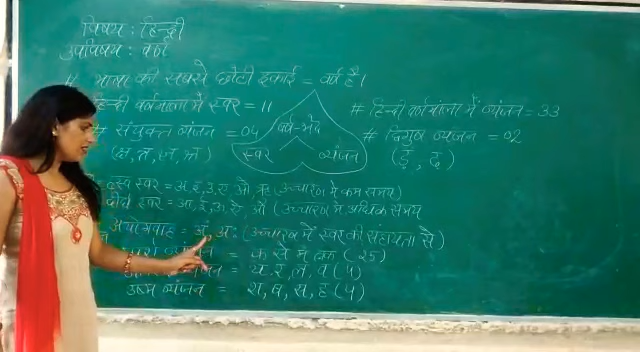 विषय : हिन्दी
उपविषय : वर्ण
# भाषा की सबसे छोटी इकाई = वर्ण है।
हिन्दी वर्णमाला में स्वर = 11
# हिन्दी वर्णमाला में व्यंजन = 33
# संयुक्त व्यंजन = 04
वर्ण-भेद
स्वर
व्यंजन
# द्विगुण व्यंजन = 02
(ढ़, द)
स्वर = अ, इ, उ, ए, ओ, ऋ (उच्चारण में कम समय)
दीर्घ स्वर = आ, ई, ऊ, ऐ, औ (उच्चारण में अधिक समय
अयोगवाह = अं, अः (उच्चारण में स्वर की सहायता से)
व्यंजन = क से म तक (25)
= य, र, ल, व (4)
उष्म व्यंजन = श, ष, स, ह (4)